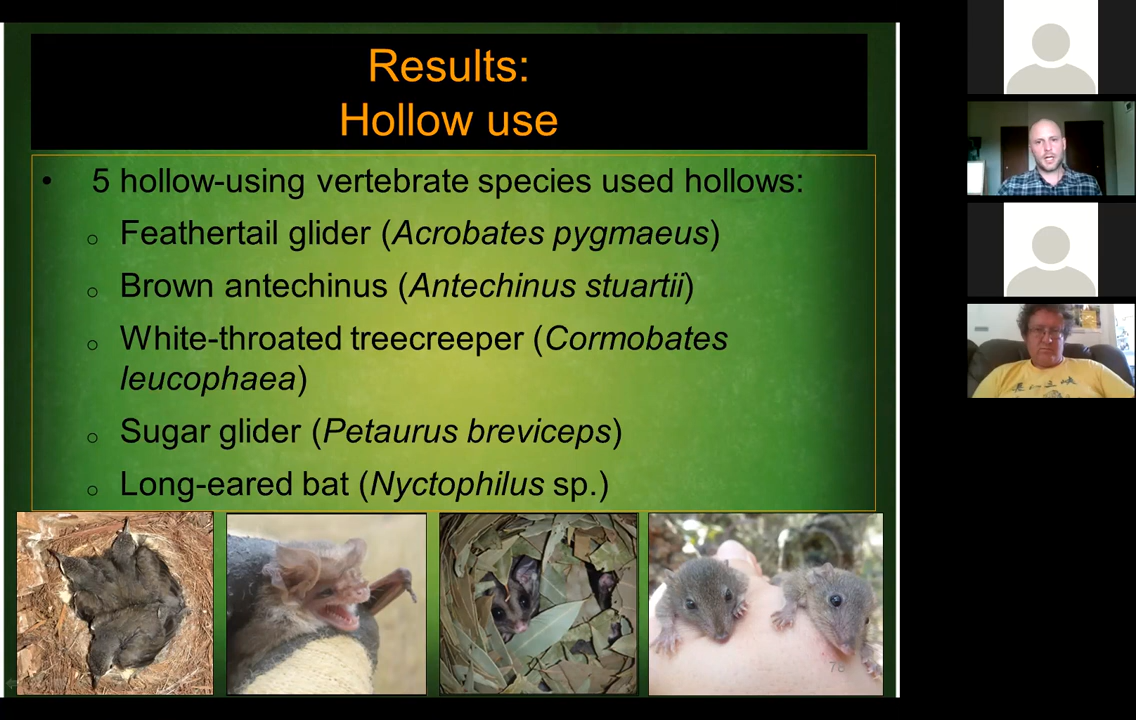 Results:
Hollow use
• 5 hollow-using vertebrate species used hollows:
o Feathertail glider (Acrobates pygmaeus)
o Brown antechinus (Antechinus stuartii)
o White-throated treecreeper (Cormobates
leucophaea)
o Sugar glider (Petaurus breviceps)
o Long-eared bat (Nyctophilus sp.)